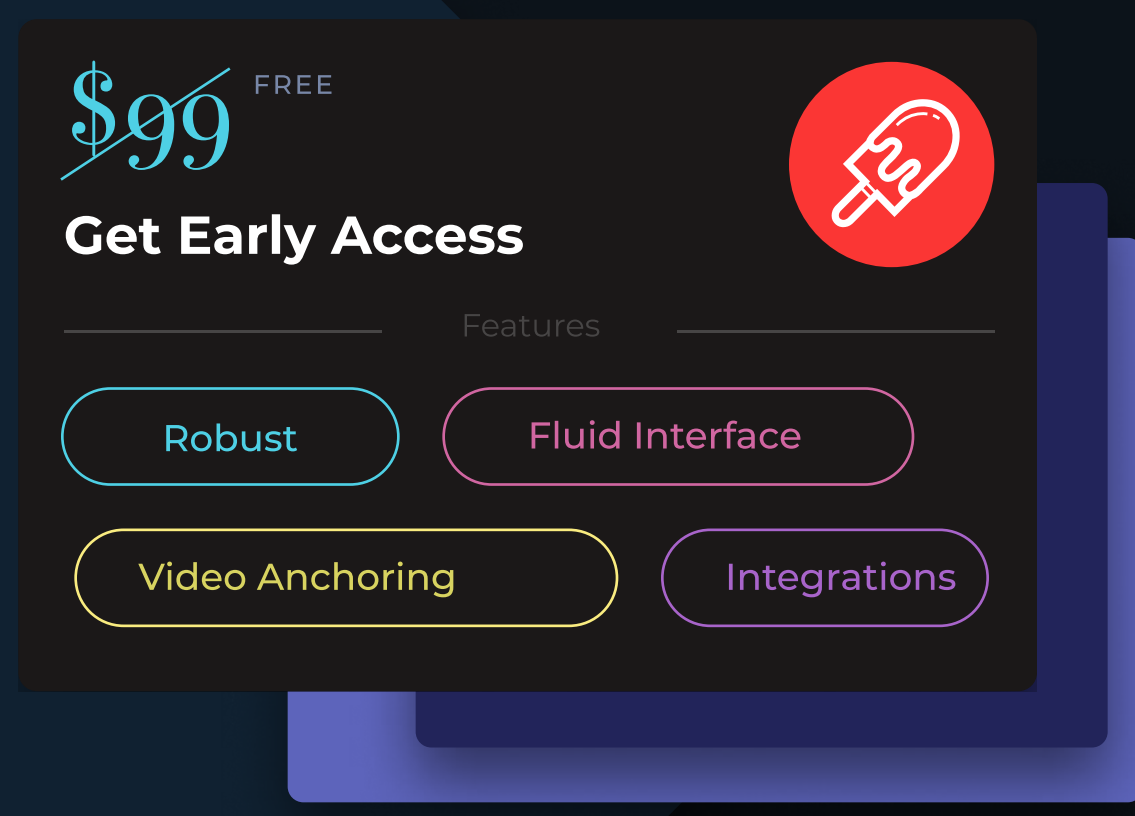 $99 FREE
Get Early Access
Features
Robust Fluid Interface
Video Anchoring Integrations